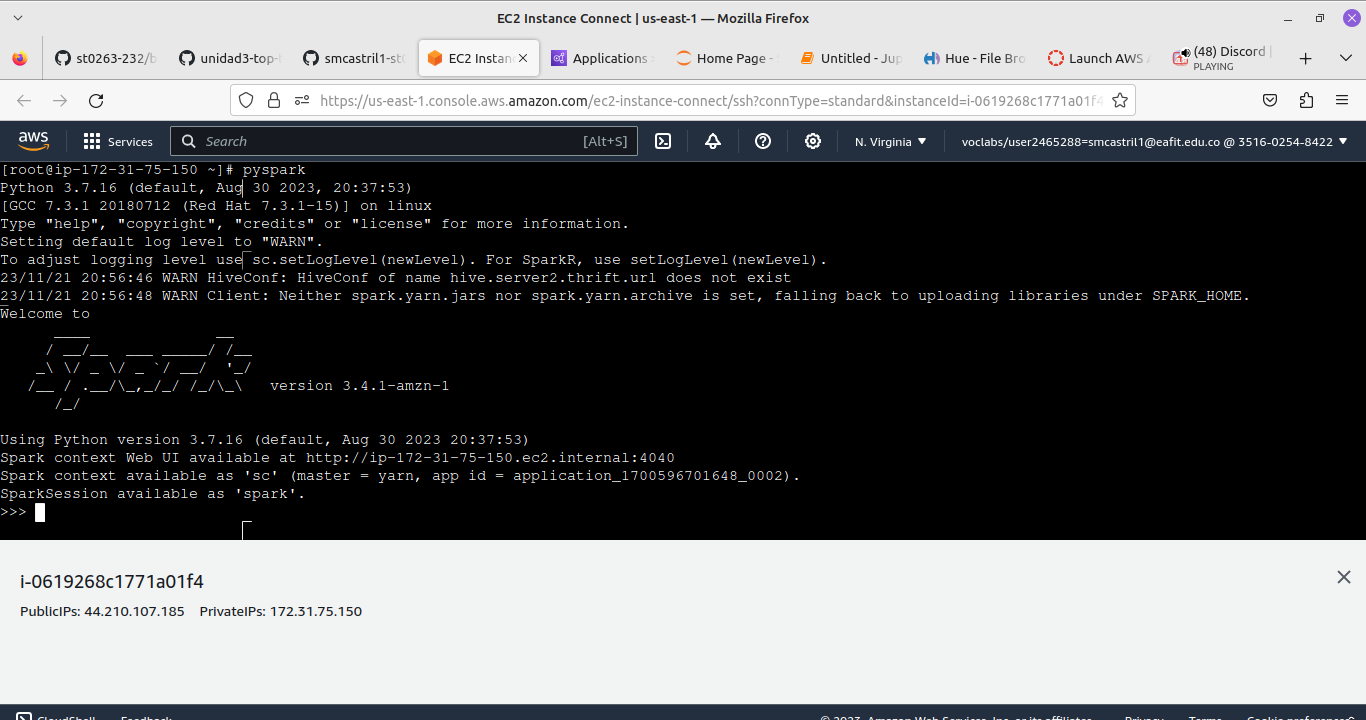 EC2 Instance Connect | us-east-1 — Mozilla Firefox
st0263-232/b
unidad3-top-
smcastril1-st0
EC2 Instanc
Applications
Home Page -
Untitled - Jup
Hue - File Bro
Launch AWS
(48) Discord |
PLAYING
https://us-east-1.console.aws.amazon.com/ec2-instance-connect/ssh?connType=standard&instanceId=i-0619268c1771a01f4
aws
Services
Search
[Alt+S]
N. Virginia
voclabs/user2465288=smcastril1@eafit.edu.co @ 3516-0254-8422
[root@ip-172-31-75-150 ~]# pyspark
Python 3.7.16 (default, Aug 30 2023, 20:37:53)
[GCC 7.3.1 20180712 (Red Hat 7.3.1-15)] on linux
Type "help", "copyright", "credits" or "license" for more information.
Setting default log level to "WARN".
To adjust logging level use sc.setLogLevel(newLevel). For SparkR, use setLogLevel(newLevel).
23/11/21 20:56:46 WARN HiveConf: HiveConf of name hive.server2.thrift.url does not exist
23/11/21 20:56:48 WARN Client: Neither spark.yarn.jars nor spark.yarn.archive is set, falling back to uploading libraries under SPARK_HOME.
Welcome to
Spark version 3.4.1-amzn-1
Using Python version 3.7.16 (default, Aug 30 2023 20:37:53)
Spark context Web UI available at http://ip-172-31-75-150.ec2.internal:4040
Spark context available as 'sc' (master = yarn, app id = application_1700596701648_0002).
SparkSession available as 'spark'.
>>>
i-0619268c1771a01f4
PublicIPs: 44.210.107.185 PrivateIPs: 172.31.75.150
CloudShell Feedback © 2023, Amazon Web Services, Inc. or its affiliates. Privacy Terms Cookie preferences